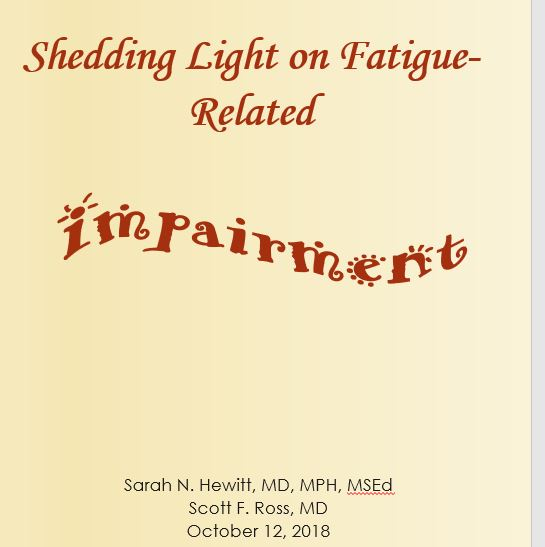 Shedding Light on Fatigue-
Related
impairment
Sarah N. Hewitt, MD, MPH, MSEd
Scott F. Ross, MD
October 12, 2018